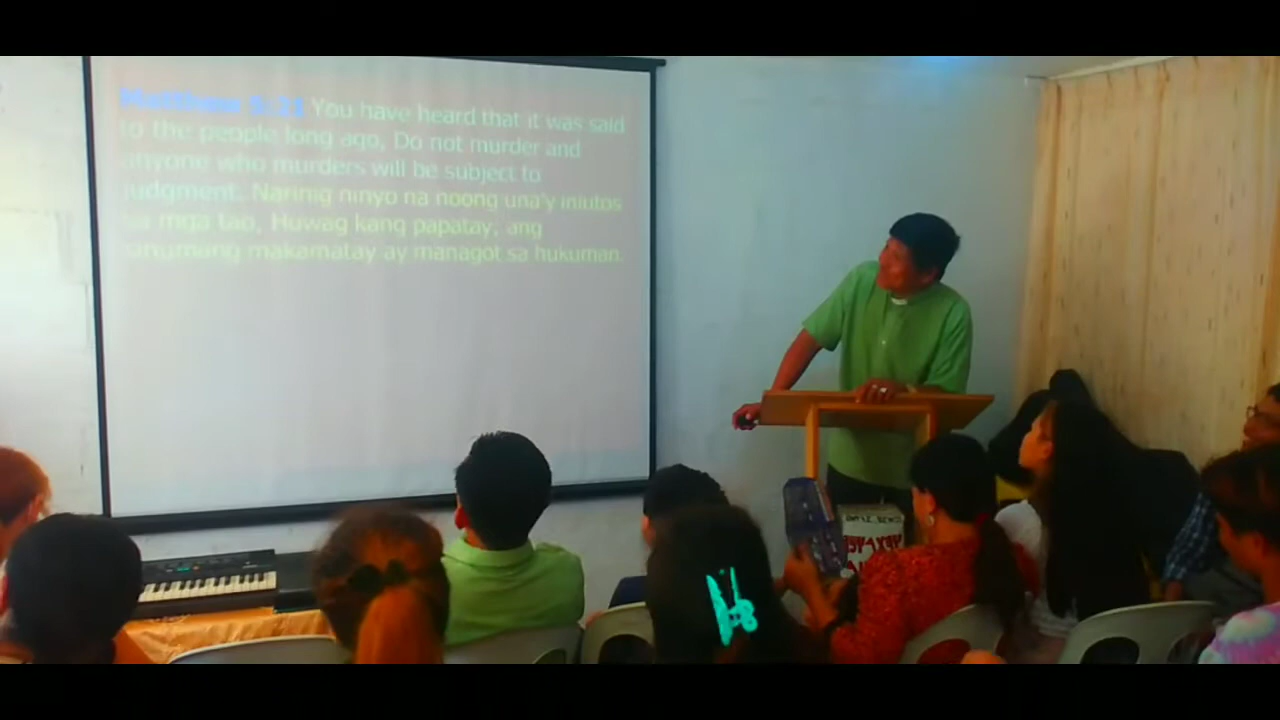 Matthew 5:21 You have heard that it was said
to the people long ago, Do not murder and
anyone who murders will be subject to
judgment. Narinig ninyo na noong una'y iniutos
sa mga tao, Huwag kang papatay; ang
sinumang makamatay ay managot sa hukuman.